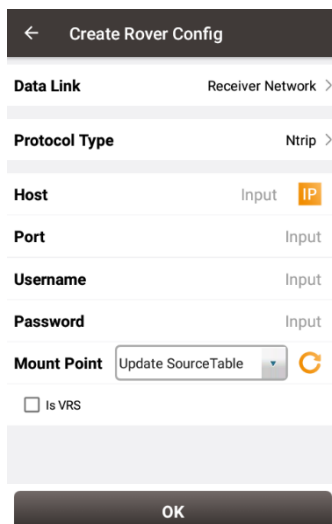 Create Rover Config
Data Link Receiver Network
Protocol Type Ntrip
Host Input IP
Port Input
Username Input
Password Input
Mount Point Update SourceTable
Is VRS
OK